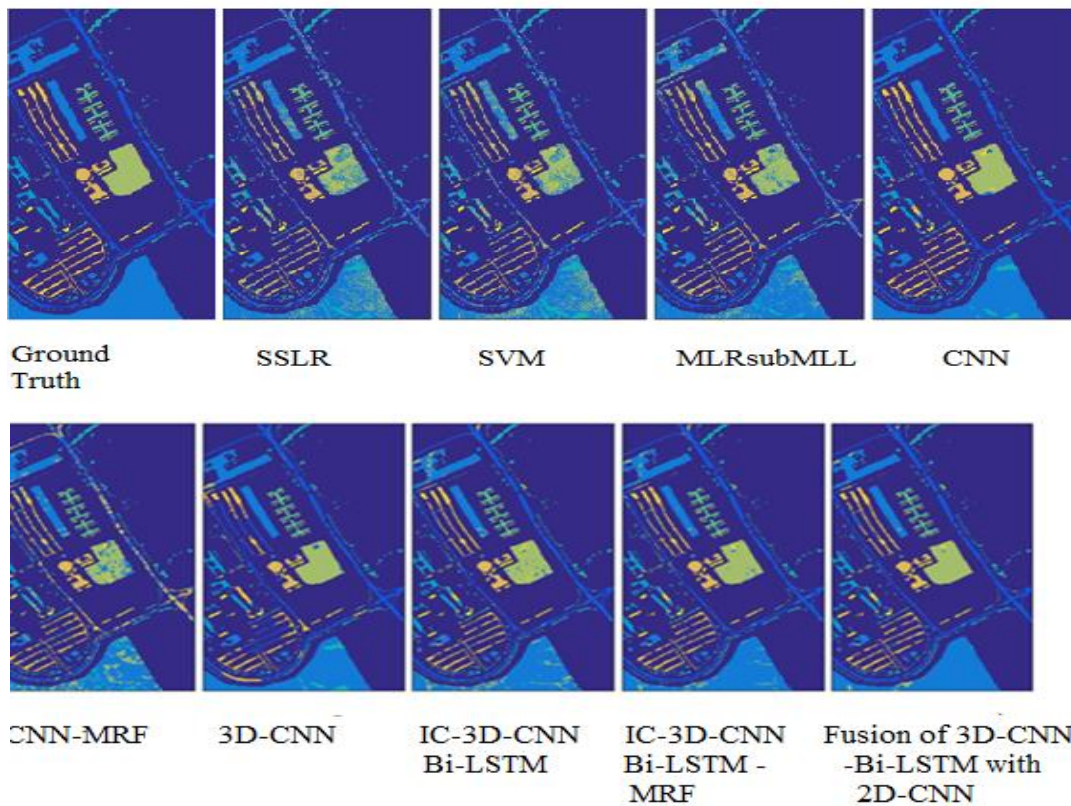 Ground
Truth
SSLR
SVM
MLRsubMLL
CNN
CNN-MRF
3D-CNN
IC-3D-CNN
Bi-LSTM
IC-3D-CNN
Bi-LSTM -
MRF
Fusion of 3D-CNN
-Bi-LSTM with
2D-CNN